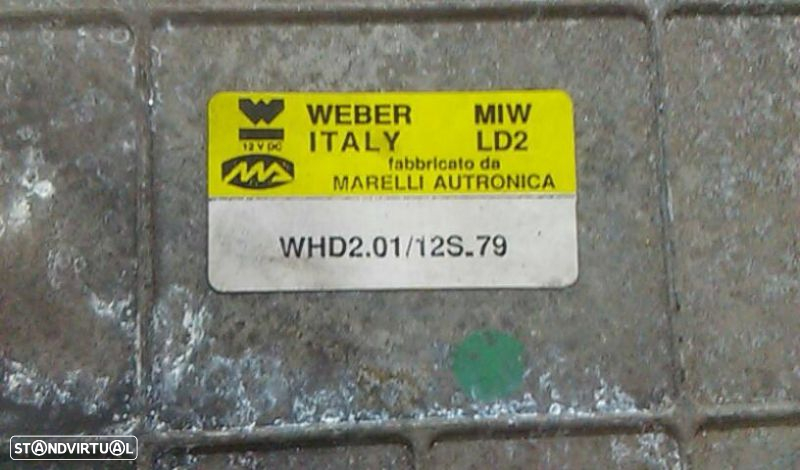 WEBER MIW
12 V DC ITALY LD2
fabbricato da
MARELLI AUTRONICA
WHD2.01/12S.79
STANDVIRTUAL